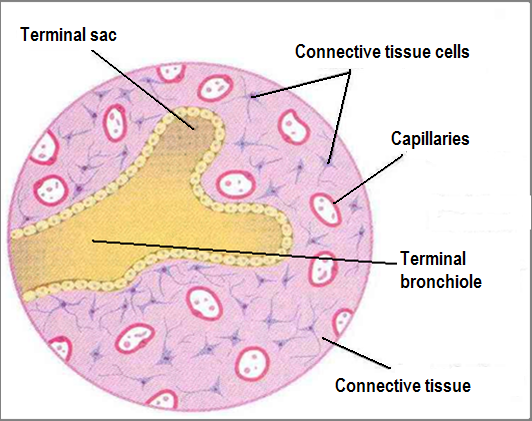 Terminal sac
Connective tissue cells
Capillaries
Terminal
bronchiole
Connective tissue